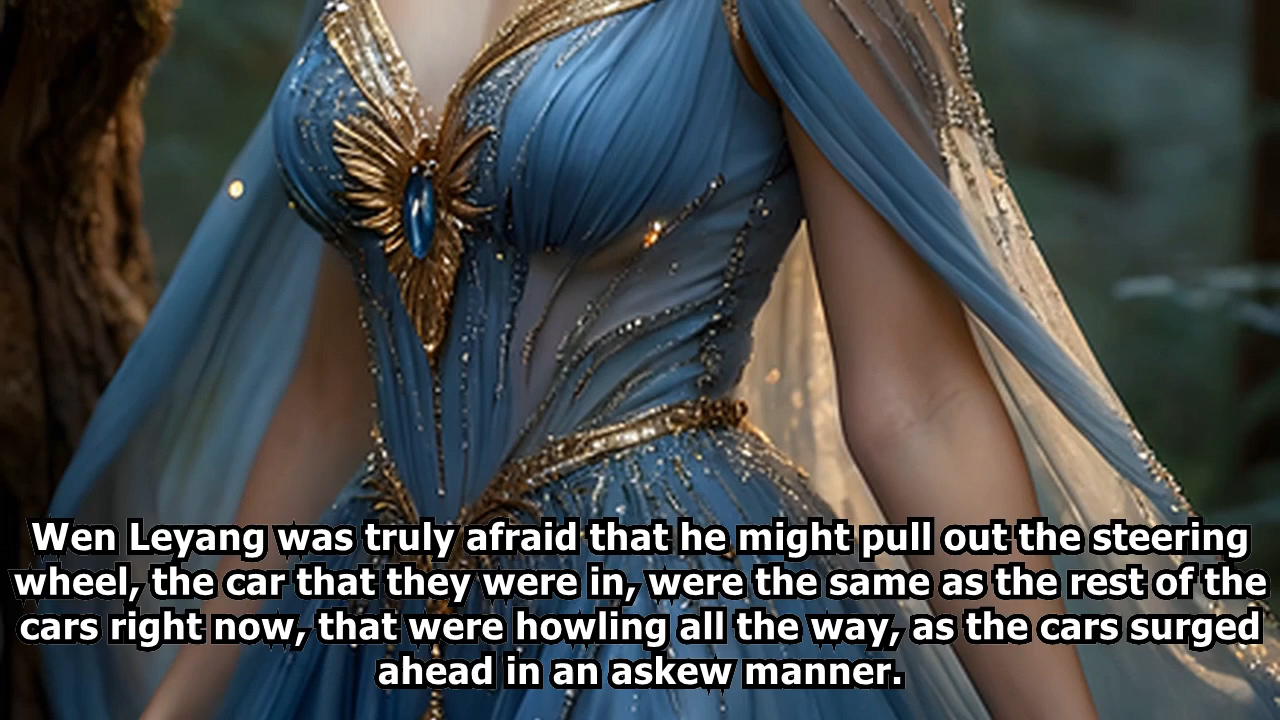 Wen Leyang was truly afraid that he might pull out the steering
wheel, the car that they were in, were the same as the rest of the
cars right now, that were howling all the way, as the cars surged
ahead in an askew manner.